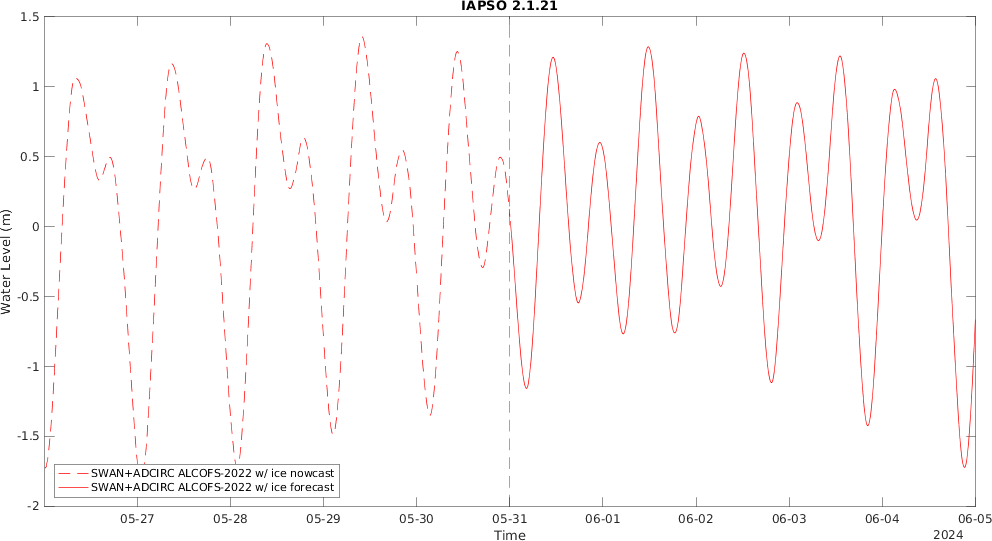 IAPSO 2.1.21
1.5
1
0.5
0
-0.5
-1
-1.5
-2
Water Level (m)
SWAN+ADCIRC ALCOFS-2022 w/ ice nowcast
SWAN+ADCIRC ALCOFS-2022 w/ ice forecast
05-27 05-28 05-29 05-30 05-31 06-01 06-02 06-03 06-04 06-05
Time
2024